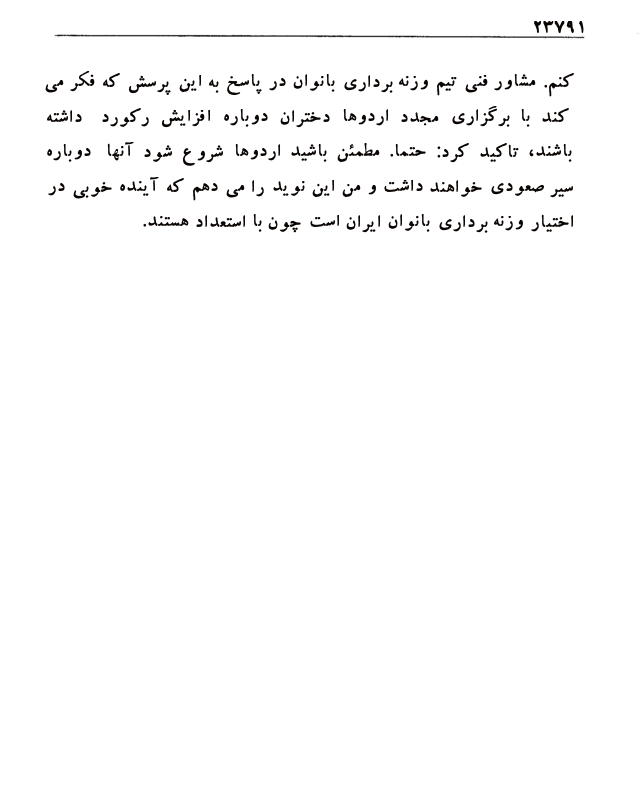 ۲۳۷۹۱
کنم. مشاور فنی تیم وزنه برداری بانوان در پاسخ به این پرسش که فکر می
کند با برگزاری مجدد اردوها دختران دوباره افزایش رکورد داشته
باشند، تاکید کرد: حتما. مطمئن باشید اردوها شروع شود آنها دوباره
سیر صعودی خواهند داشت و من این نوید را می دهم که آینده خوبی در
اختیار وزنه برداری بانوان ایران است چون با استعداد هستند.